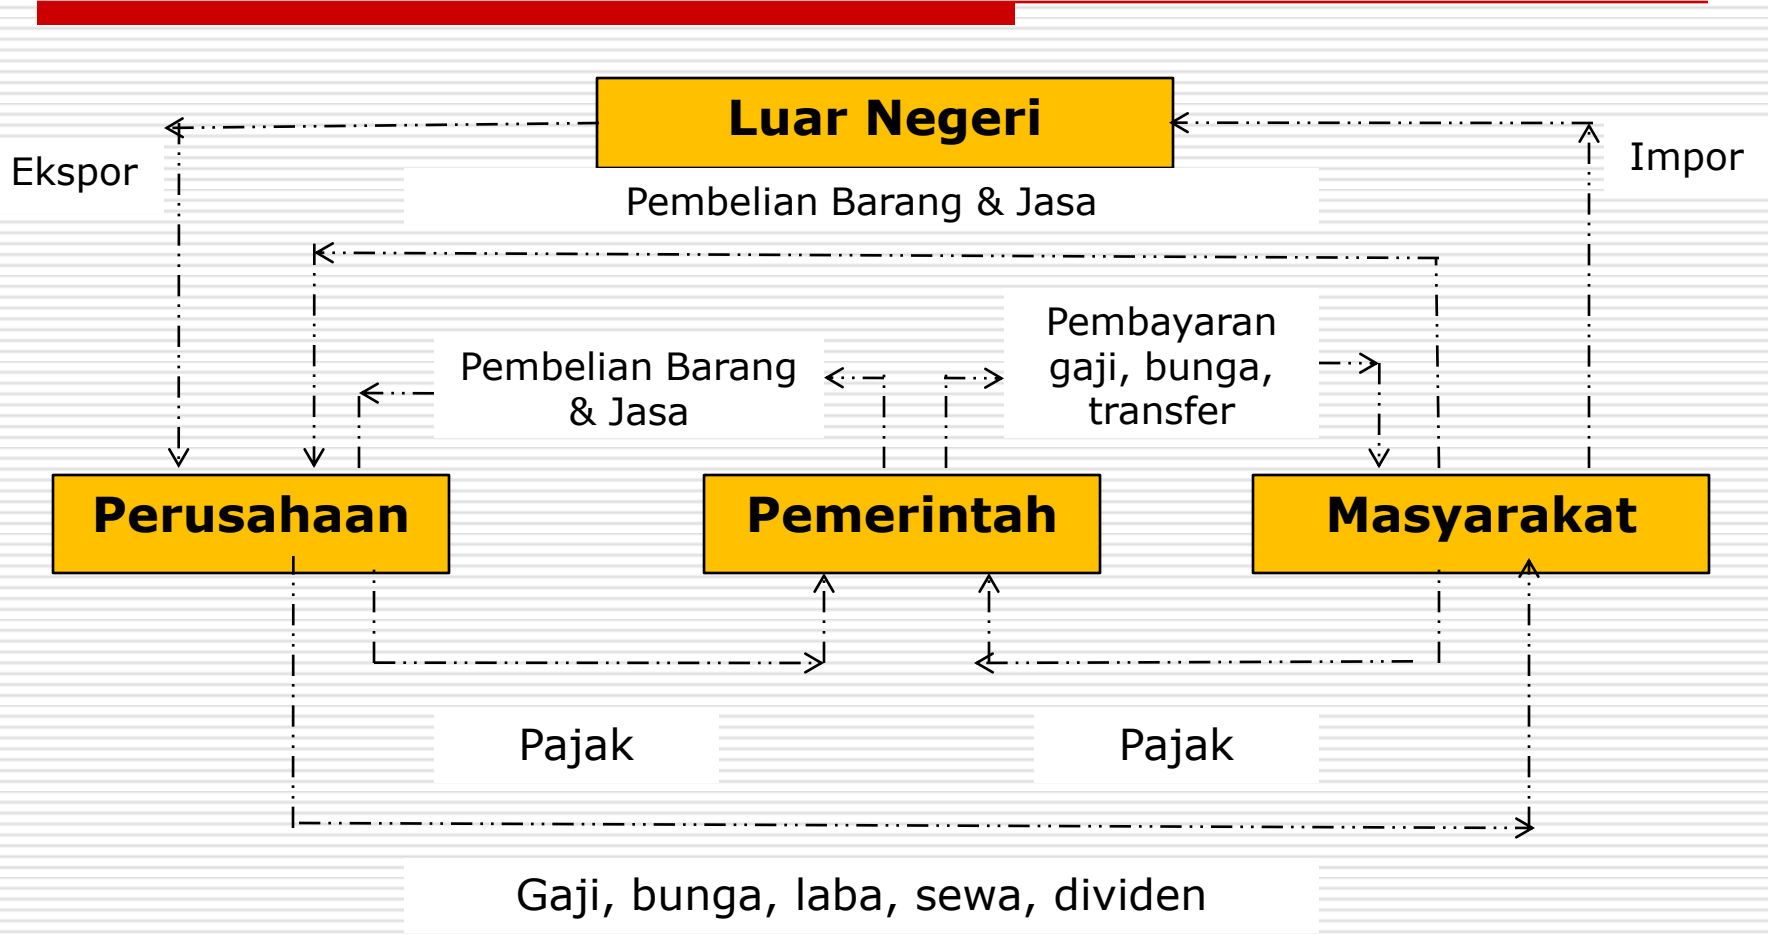 Luar Negeri
Ekspor
Impor
Pembelian Barang & Jasa
Pembelian Barang
& Jasa
Pembayaran
gaji, bunga,
transfer
Perusahaan
Pemerintah
Masyarakat
Pajak
Pajak
Gaji, bunga, laba, sewa, dividen